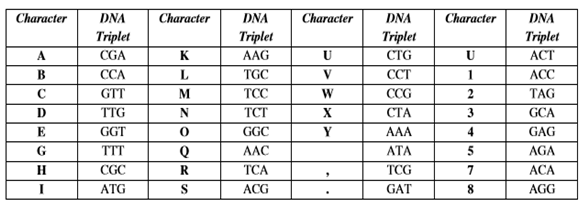 Character DNA Triplet Character DNA Triplet Character DNA Triplet Character DNA Triplet
A CGA K AAG U CTG U ACT
B CCA L TGC V CCT 1 ACC
C GTT M TCC W CCG 2 TAG
D TTG N TCT X CTA 3 GCA
E GGT O GGC Y AAA 4 GAG
G TTT Q AAC ATA 5 AGA
H CGC R TCA , TCG 7 ACA
I ATG S ACG . GAT 8 AGG